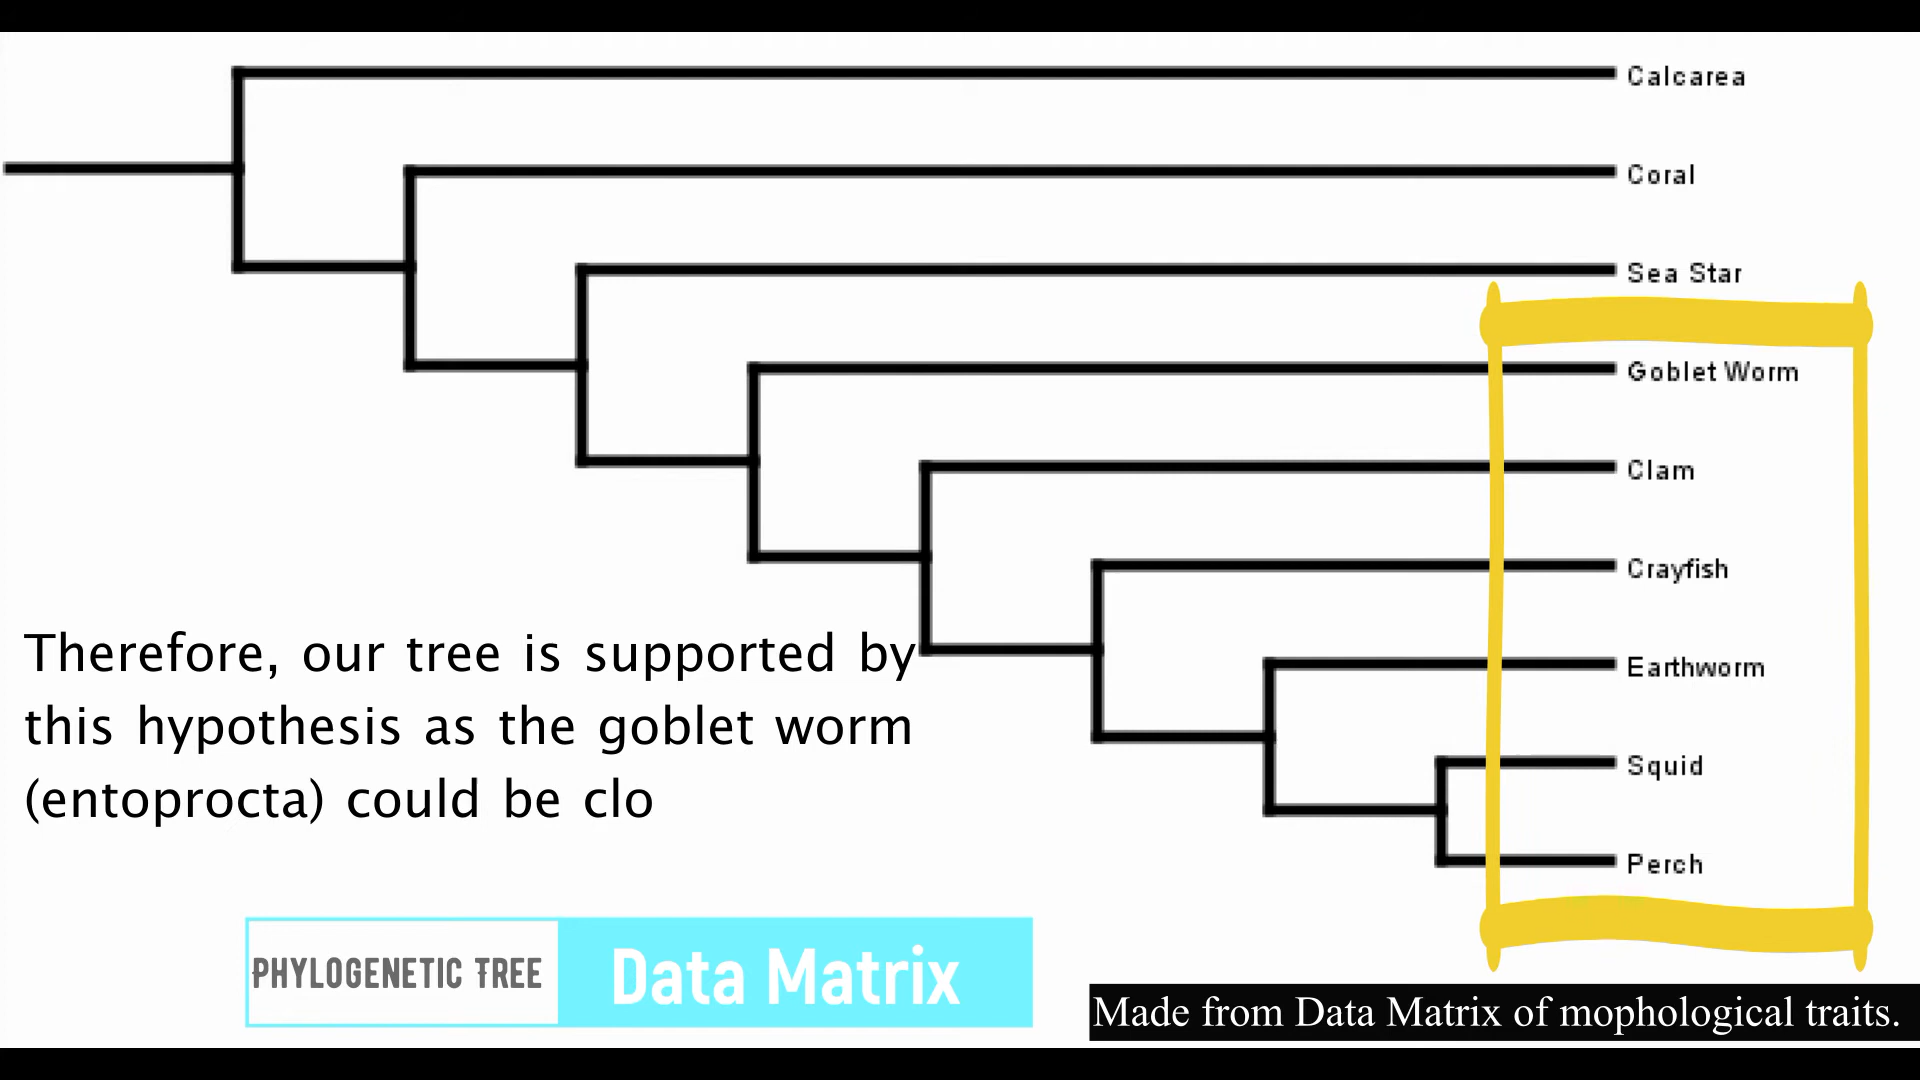 Calcarea
Coral
Sea Star
Goblet Worm
Clam
Crayfish
Earthworm
Squid
Perch
Therefore, our tree is supported by
this hypothesis as the goblet worm
(entoprocta) could be clo
PHYLOGENETIC TREE
Data Matrix
Made from Data Matrix of mophological traits.